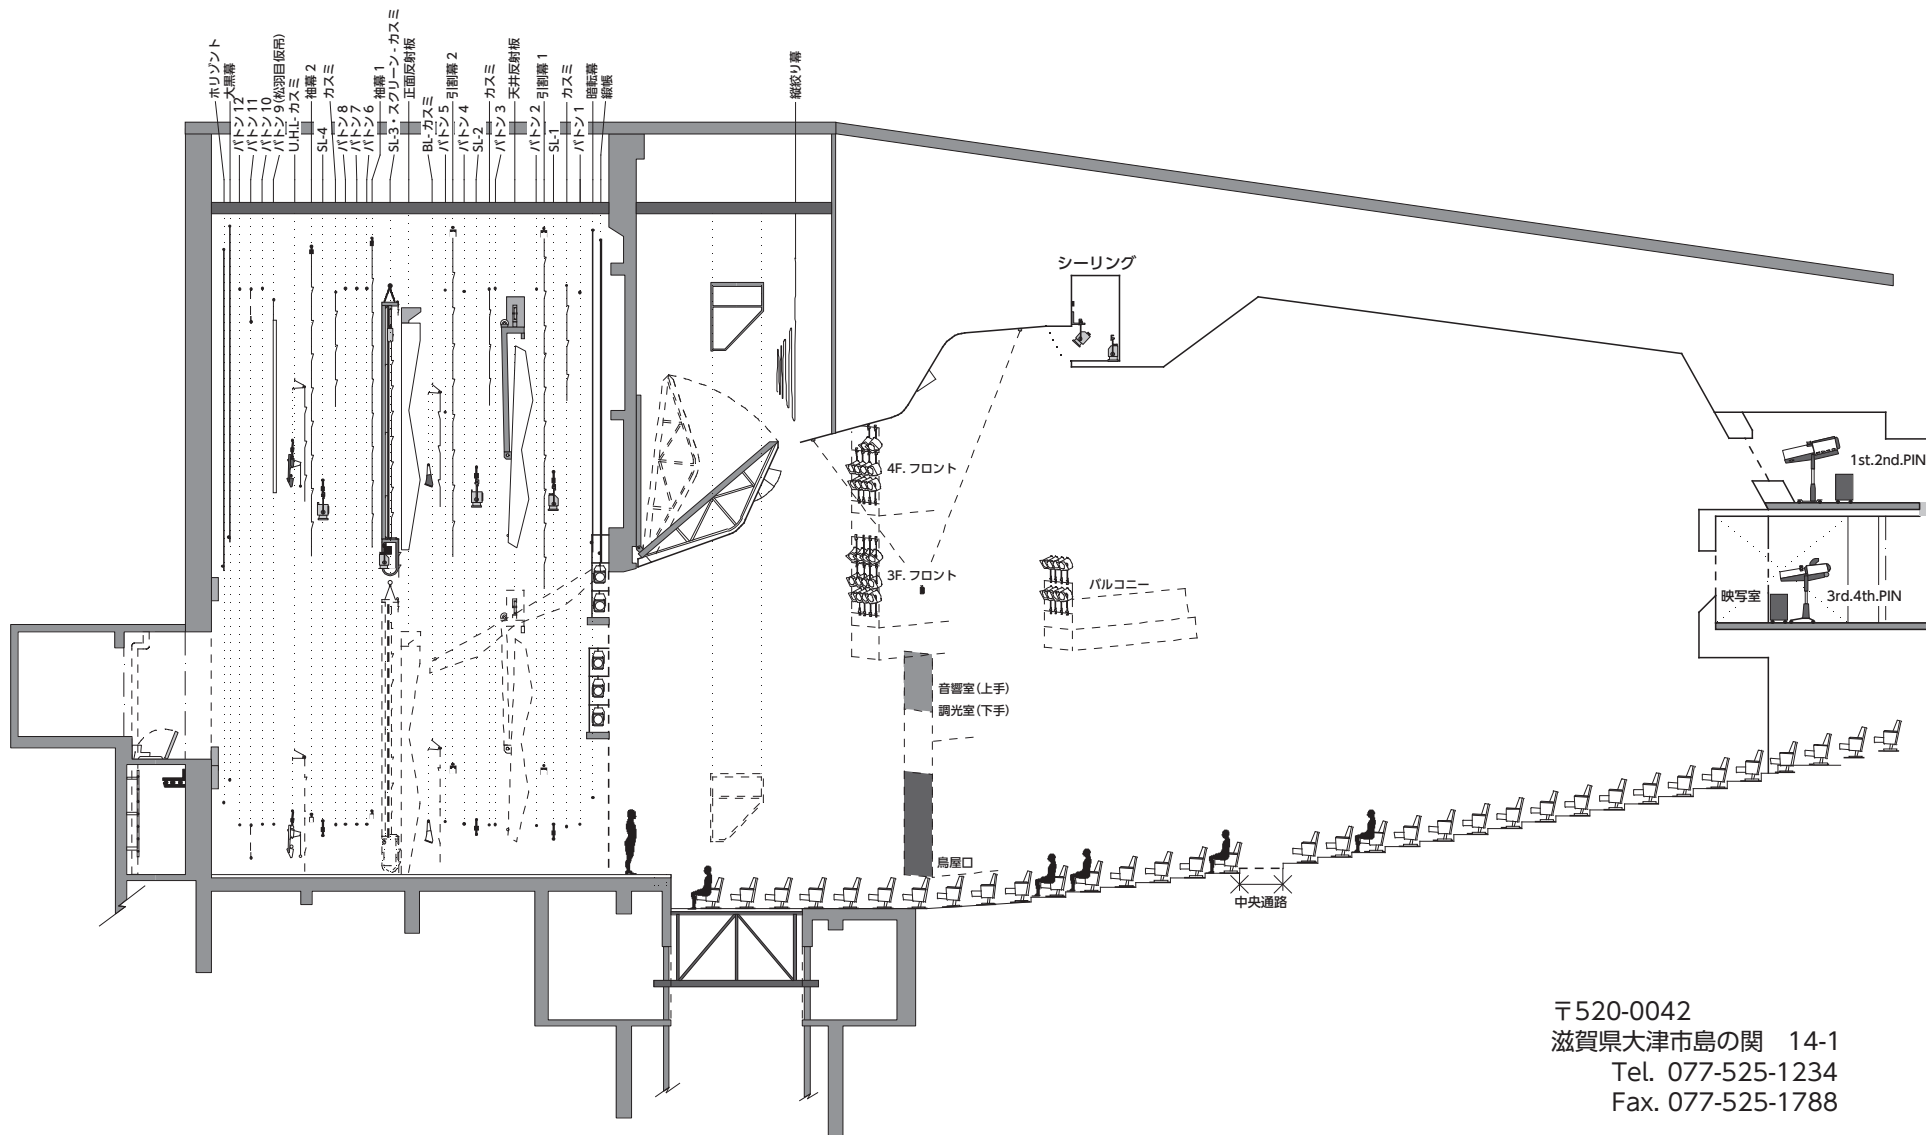 ホリゾント
大黒幕
バトン 12
バトン 11
バトン 10
バトン 9(松羽目仮吊)
U.H.L- カスミ
袖幕 2
SL-4
カスミ
バトン 8
バトン 7
バトン 6
袖幕 1
SL-3・スクリーン - カスミ
正面反射板
BL- カスミ
バトン 5
引割幕 2
バトン 4
SL-2
カスミ
バトン 3
天井反射板
バトン 2
引割幕 1
SL-1
カスミ
バトン 1
暗転幕
緞帳
縦絞り幕
シーリング
4F. フロント
3F. フロント
バルコニー
1st.2nd.PIN
映写室
3rd.4th.PIN
音響室(上手)
調光室(下手)
鳥屋口
中央通路
〒520-0042
滋賀県大津市島の関　14-1
Tel. 077-525-1234
Fax. 077-525-1788